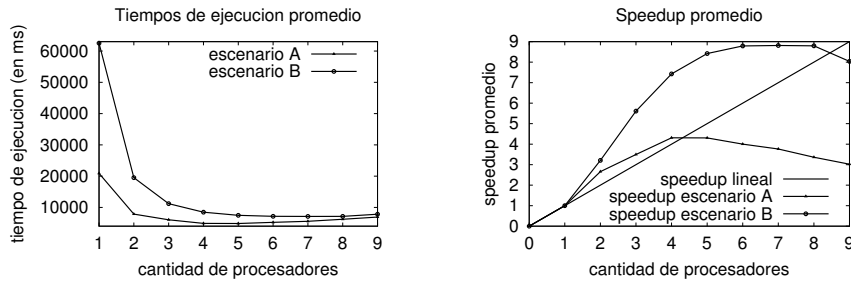 Tiempos de ejecucion promedio
tiempo de ejecucion (en ms)
60000
50000
40000
30000
20000
10000
escenario A
escenario B
1 2 3 4 5 6 7 8 9
cantidad de procesadores
Speedup promedio
speedup promedio
9
8
7
6
5
4
3
2
1
0
speedup lineal
speedup escenario A
speedup escenario B
0 1 2 3 4 5 6 7 8 9
cantidad de procesadores